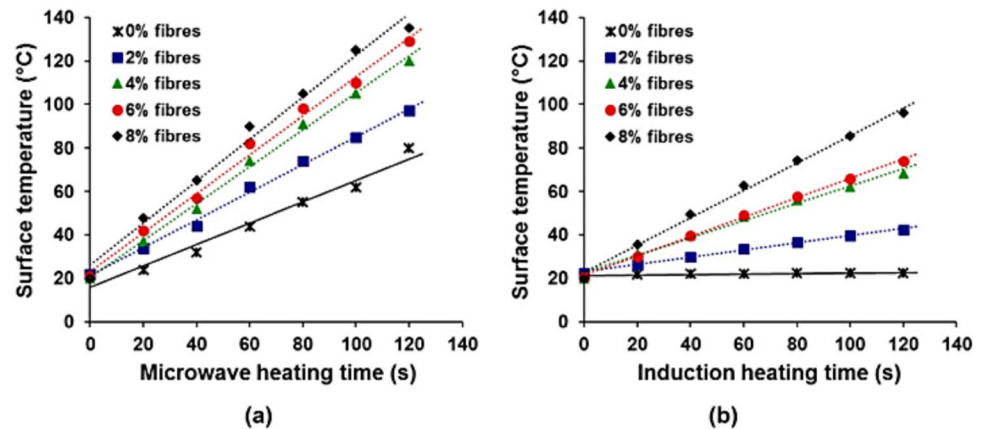 140
120
100
80
60
40
20
0
Surface temperature (°C)
0% fibres
2% fibres
4% fibres
6% fibres
8% fibres
0 20 40 60 80 100 120 140
Microwave heating time (s)
(a)
140
120
100
80
60
40
20
0
Surface temperature (°C)
0% fibres
2% fibres
4% fibres
6% fibres
8% fibres
0 20 40 60 80 100 120 140
Induction heating time (s)
(b)